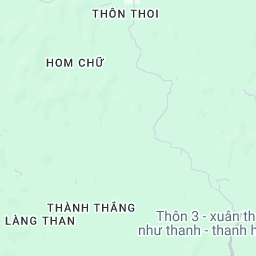 THÔN THOI
HOM CHỮ
THÀNH THẮNG
LÀNG THAN
Thôn 3 - xuân th
như thanh - thanh h